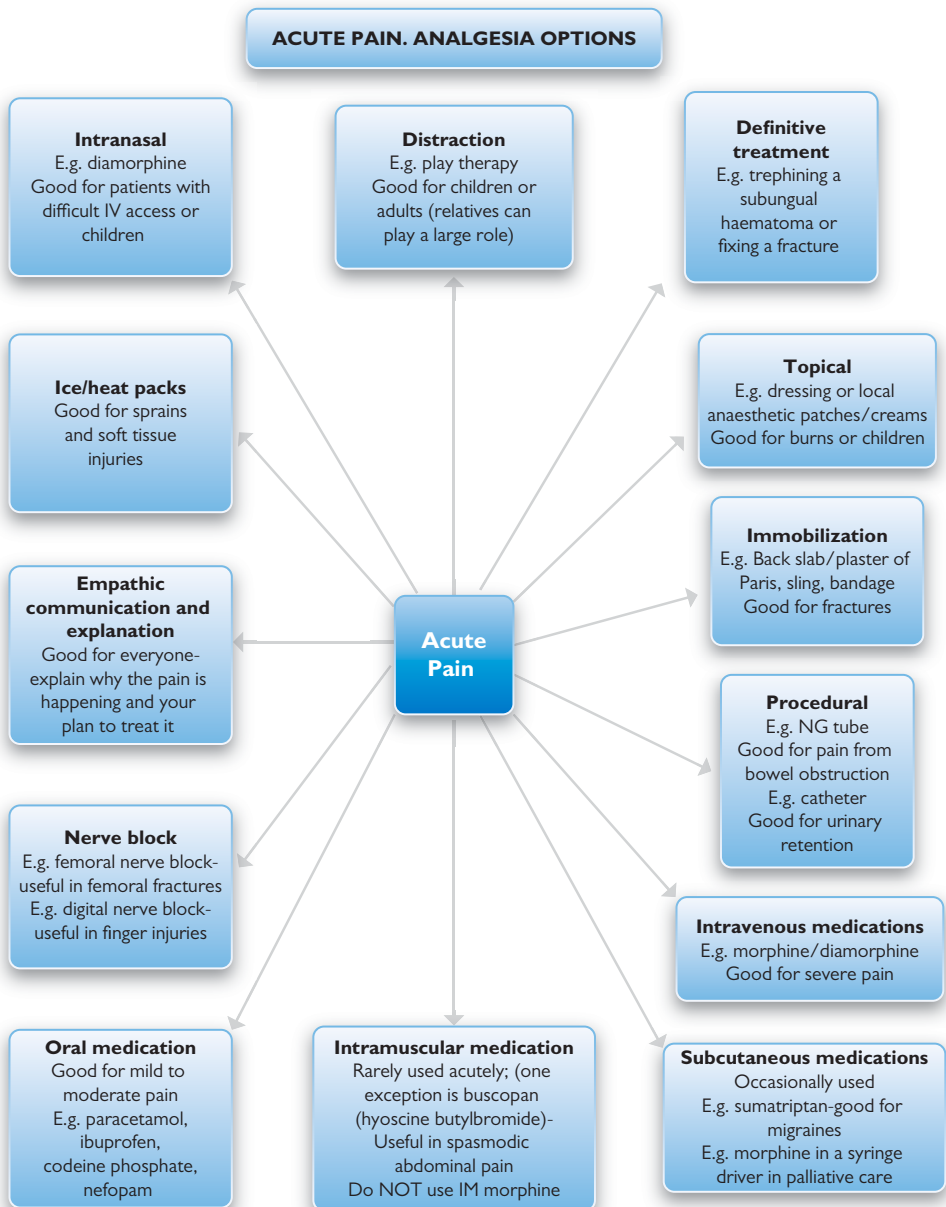 ACUTE PAIN. ANALGESIA OPTIONS
Intranasal
E.g. diamorphine
Good for patients with
difficult IV access or
children
Distraction
E.g. play therapy
Good for children or
adults (relatives can
play a large role)
Definitive
treatment
E.g. trephining a
subungual
haematoma or
fixing a fracture
Ice/heat packs
Good for sprains
and soft tissue
injuries
Topical
E.g. dressing or local
anaesthetic patches/creams
Good for burns or children
Immobilization
E.g. Back slab/plaster of
Paris, sling, bandage
Good for fractures
Empathic
communication and
explanation
Good for everyone-
explain why the pain is
happening and your
plan to treat it
Acute
Pain
Procedural
E.g. NG tube
Good for pain from
bowel obstruction
E.g. catheter
Good for urinary
retention
Nerve block
E.g. femoral nerve block-
useful in femoral fractures
E.g. digital nerve block-
useful in finger injuries
Intravenous medications
E.g. morphine/diamorphine
Good for severe pain
Oral medication
Good for mild to
moderate pain
E.g. paracetamol,
ibuprofen,
codeine phosphate,
nefopam
Intramuscular medication
Rarely used acutely; (one
exception is buscopan
(hyoscine butylbromide)-
Useful in spasmodic
abdominal pain
Do NOT use IM morphine
Subcutaneous medications
Occasionally used
E.g. sumatriptan-good for
migraines
E.g. morphine in a syringe
driver in palliative care